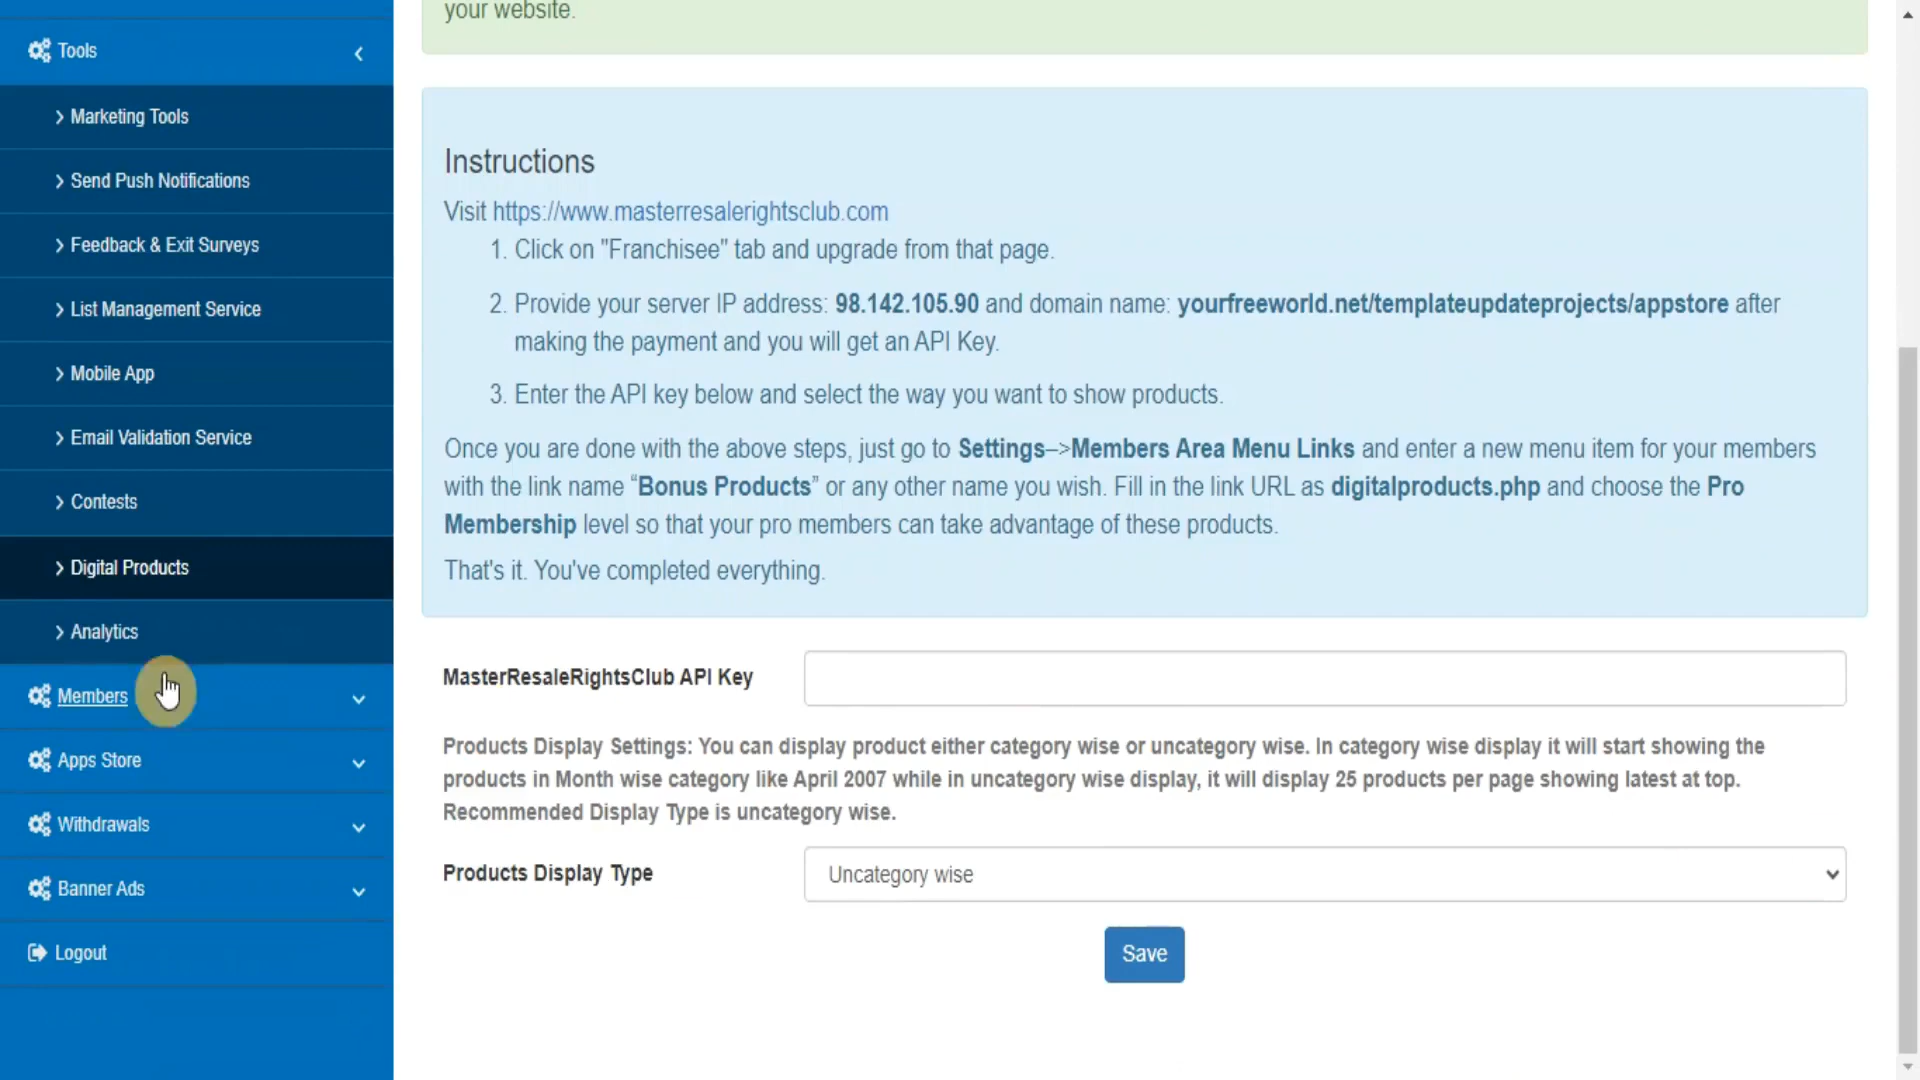 Tools
Marketing Tools
Send Push Notifications
Feedback & Exit Surveys
List Management Service
Mobile App
Email Validation Service
Contests
Digital Products
Analytics
Members
Apps Store
Withdrawals
Banner Ads
Logout
your website.
Instructions
Visit https://www.masterresalerightsclub.com
1. Click on "Franchisee" tab and upgrade from that page.
2. Provide your server IP address: 98.142.105.90 and domain name: yourfreeworld.net/templateupdateprojects/appstore after
making the payment and you will get an API Key.
3. Enter the API key below and select the way you want to show products.
Once you are done with the above steps, just go to Settings–>Members Area Menu Links and enter a new menu item for your members
with the link name “Bonus Products” or any other name you wish. Fill in the link URL as digitalproducts.php and choose the Pro
Membership level so that your pro members can take advantage of these products.
That's it. You've completed everything.
MasterResaleRightsClub API Key
Products Display Settings: You can display product either category wise or uncategory wise. In category wise display it will start showing the
products in Month wise category like April 2007 while in uncategory wise display, it will display 25 products per page showing latest at top.
Recommended Display Type is uncategory wise.
Products Display Type
Uncategory wise
Save